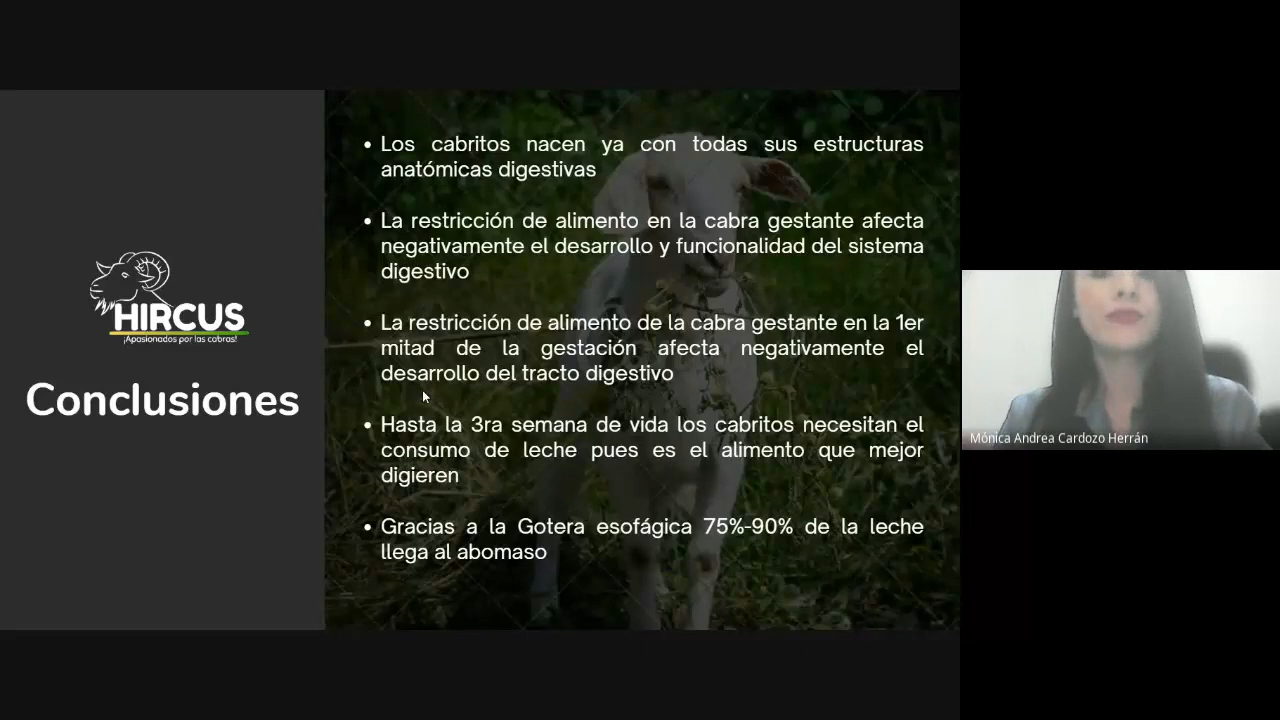 HIRCUS
¡Apasionados por las cabras!
Conclusiones
• Los cabritos nacen ya con todas sus estructuras
anatómicas digestivas
• La restricción de alimento en la cabra gestante afecta
negativamente el desarrollo y funcionalidad del sistema
digestivo
• La restricción de alimento de la cabra gestante en la 1er
mitad de la gestación afecta negativamente el
desarrollo del tracto digestivo
• Hasta la 3ra semana de vida los cabritos necesitan el
consumo de leche pues es el alimento que mejor
digieren
• Gracias a la Gotera esofágica 75%-90% de la leche
llega al abomaso
Mónica Andrea Cardozo Herrán